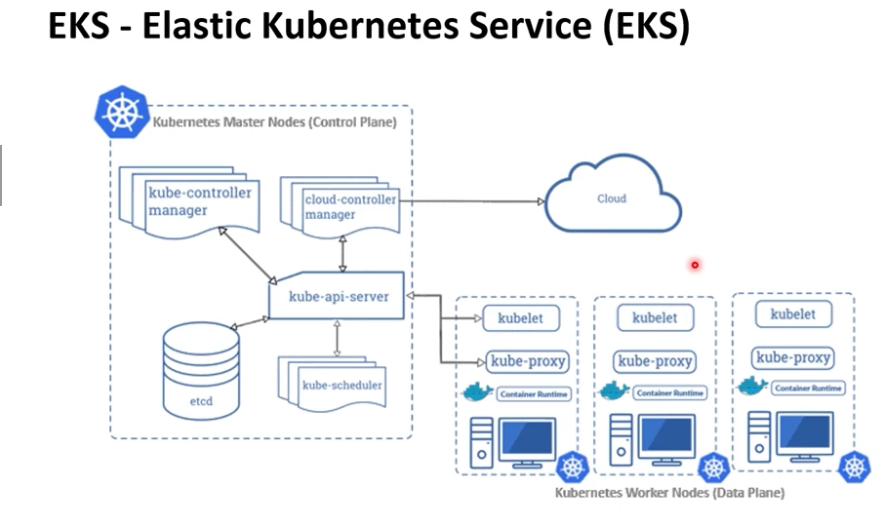 EKS - Elastic Kubernetes Service (EKS)
Kubernetes Master Nodes (Control Plane)
kube-controller
manager
cloud-controller
manager
Cloud
kube-api-server
etcd
kube-scheduler
kubelet
kube-proxy
Container Runtime
kubelet
kube-proxy
Container Runtime
kubelet
kube-proxy
Container Runtime
Kubernetes Worker Nodes (Data Plane)